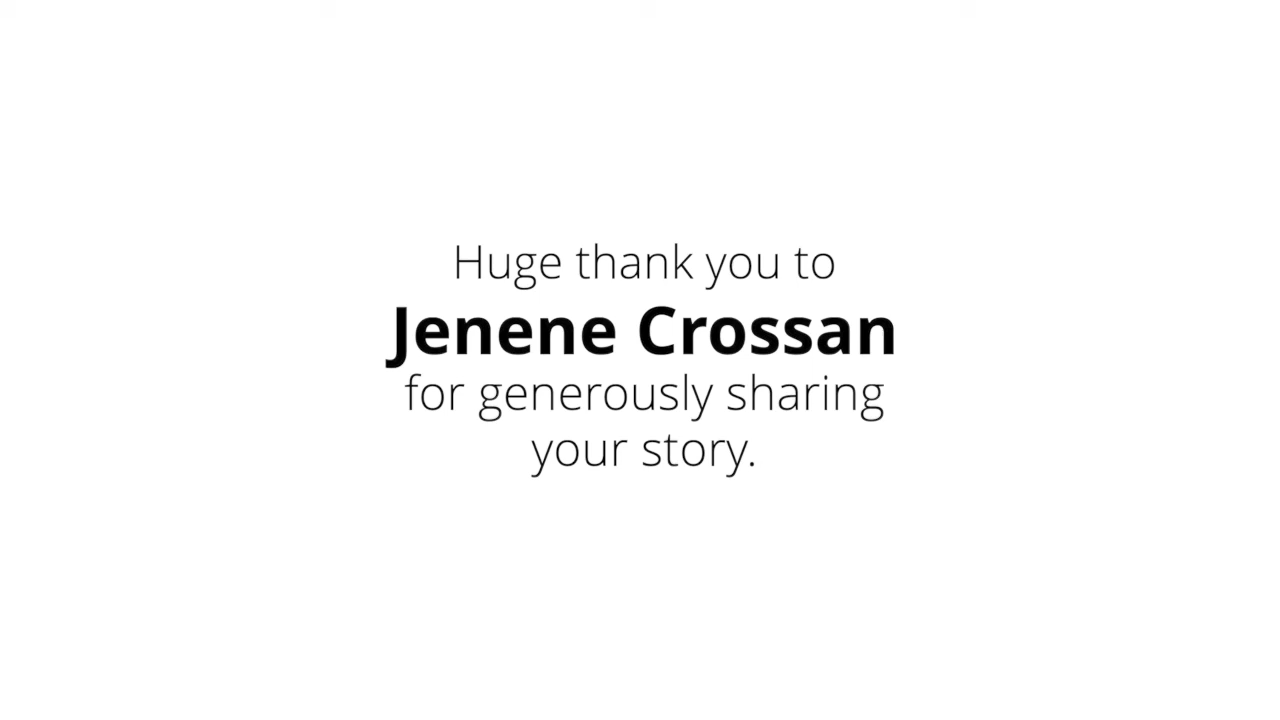 Huge thank you to
Jenene Crossan
for generously sharing
your story.